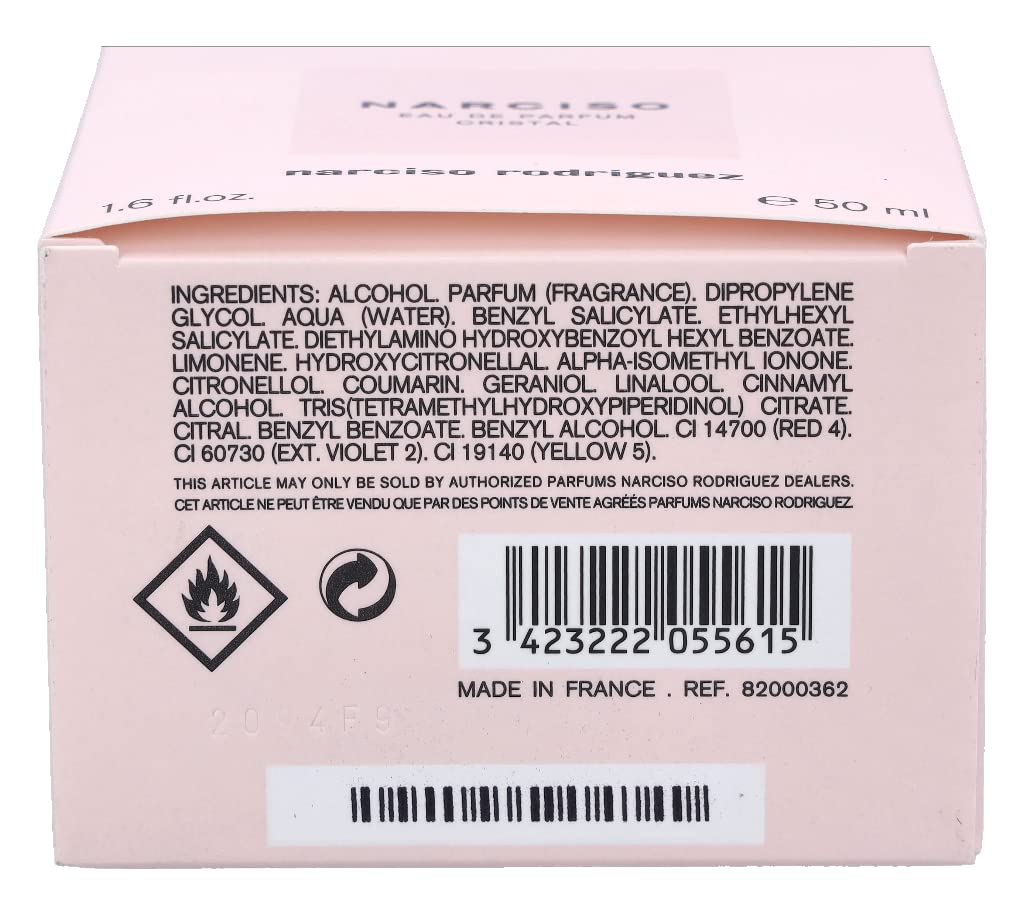 NARCISO
EAU DE PARFUM
CRISTAL
narciso rodriguez
1.6 fl.oz. ℮ 50 ml
INGREDIENTS: ALCOHOL. PARFUM (FRAGRANCE). DIPROPYLENE
GLYCOL. AQUA (WATER). BENZYL SALICYLATE. ETHYLHEXYL
SALICYLATE. DIETHYLAMINO HYDROXYBENZOYL HEXYL BENZOATE.
LIMONENE. HYDROXYCITRONELLAL. ALPHA-ISOMETHYL IONONE.
CITRONELLOL. COUMARIN. GERANIOL. LINALOOL. CINNAMYL
ALCOHOL. TRIS(TETRAMETHYLHYDROXYPIPERIDINOL) CITRATE.
CITRAL. BENZYL BENZOATE. BENZYL ALCOHOL. CI 14700 (RED 4).
CI 60730 (EXT. VIOLET 2). CI 19140 (YELLOW 5).
THIS ARTICLE MAY ONLY BE SOLD BY AUTHORIZED PARFUMS NARCISO RODRIGUEZ DEALERS.
CET ARTICLE NE PEUT ÊTRE VENDU QUE PAR DES POINTS DE VENTE AGRÉÉS PARFUMS NARCISO RODRIGUEZ.
3 423222 055615
MADE IN FRANCE . REF. 82000362